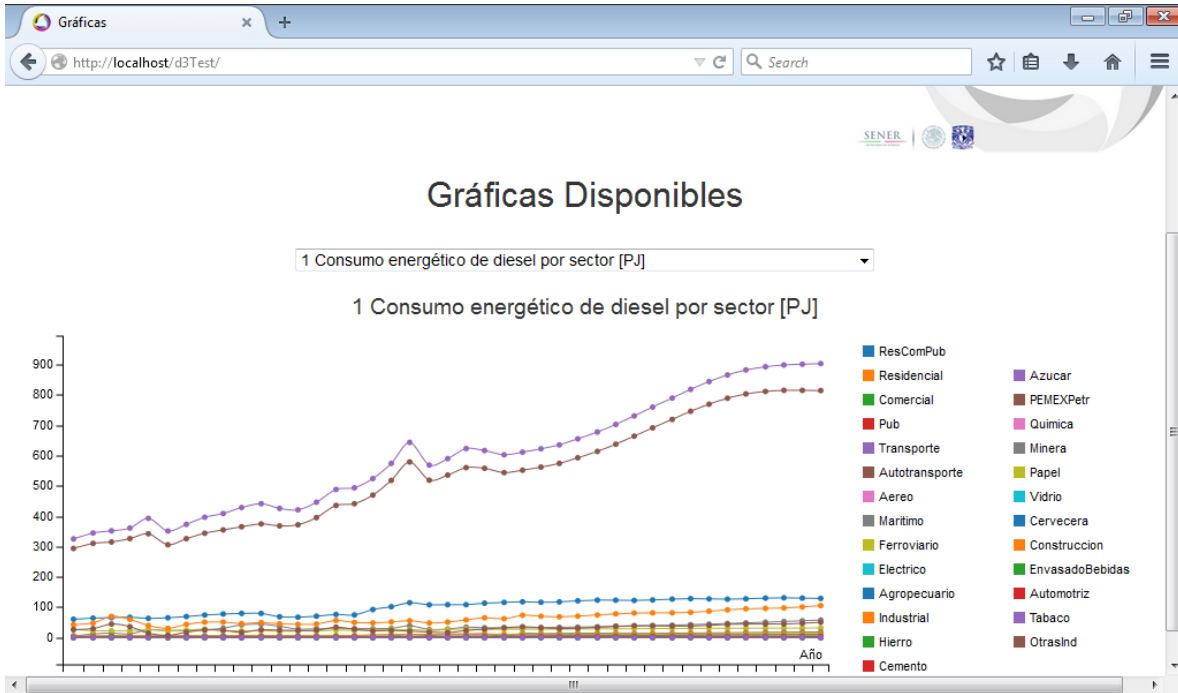 Gráficas
http://localhost/d3Test/
Search
SENER
Gráficas Disponibles
1 Consumo energético de diesel por sector [PJ]
1 Consumo energético de diesel por sector [PJ]
900
800
700
600
500
400
300
200
100
0
Año
ResComPub
Residencial
Comercial
Pub
Transporte
Autotransporte
Aereo
Maritimo
Ferroviario
Electrico
Agropecuario
Industrial
Hierro
Cemento
Azucar
PEMEXPetr
Quimica
Minera
Papel
Vidrio
Cervecera
Construccion
EnvasadoBebidas
Automotriz
Tabaco
OtrasInd